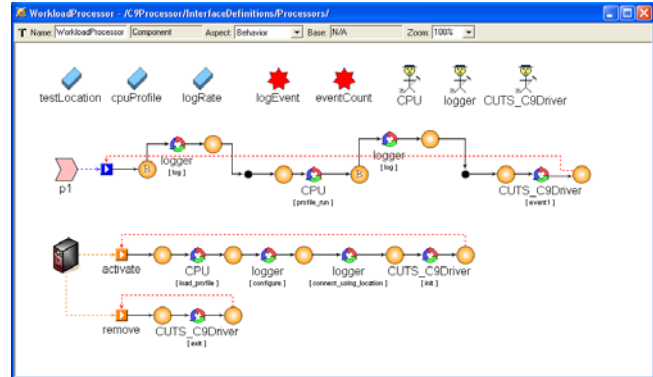 WorkloadProcessor - /C9Processor/InterfaceDefinitions/Processors/
T Name: WorkloadProcessor Component Aspect: Behavior Base: N/A Zoom: 100%
testLocation cpuProfile logRate logEvent eventCount CPU logger CUTS_C9Driver
B logger [log]
logger [log]
p1
B
CPU [profile_run]
CUTS_C9Driver [event1]
activate CPU logger logger CUTS_C9Driver
[load_profile] [configure] [connect_using_location] [init]
remove CUTS_C9Driver
[exit]